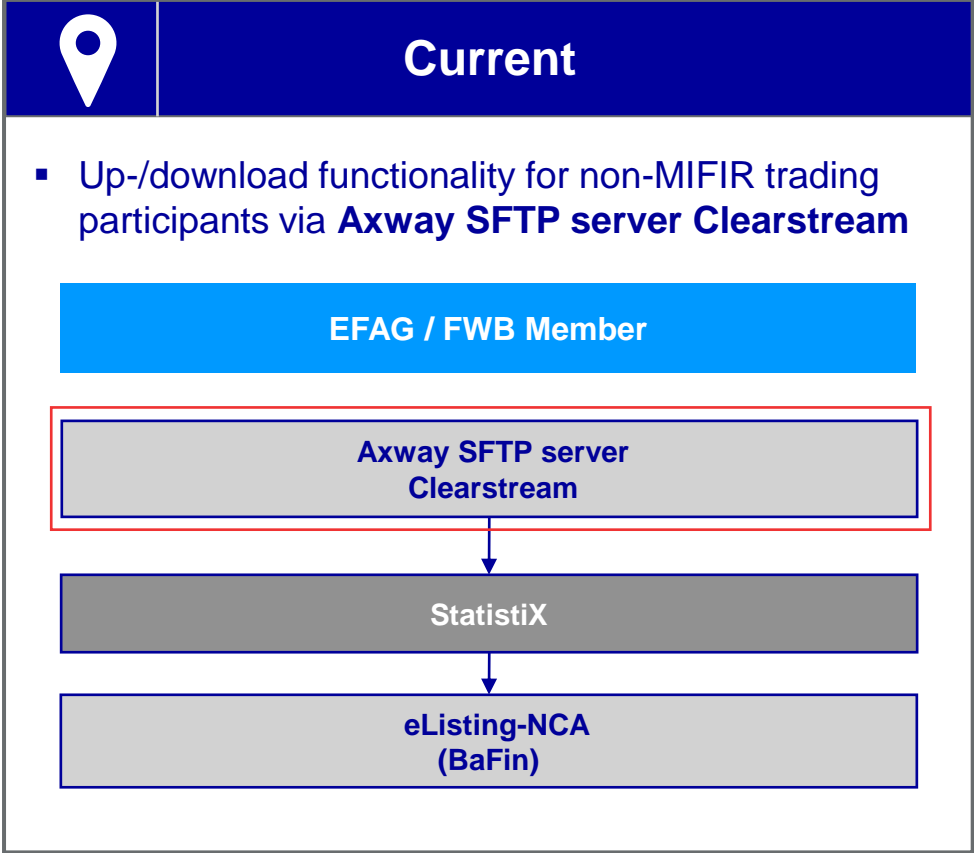 Current
▪ Up-/download functionality for non-MIFIR trading
participants via Axway SFTP server Clearstream
EFAG / FWB Member
Axway SFTP server
Clearstream
StatistiX
eListing-NCA
(BaFin)